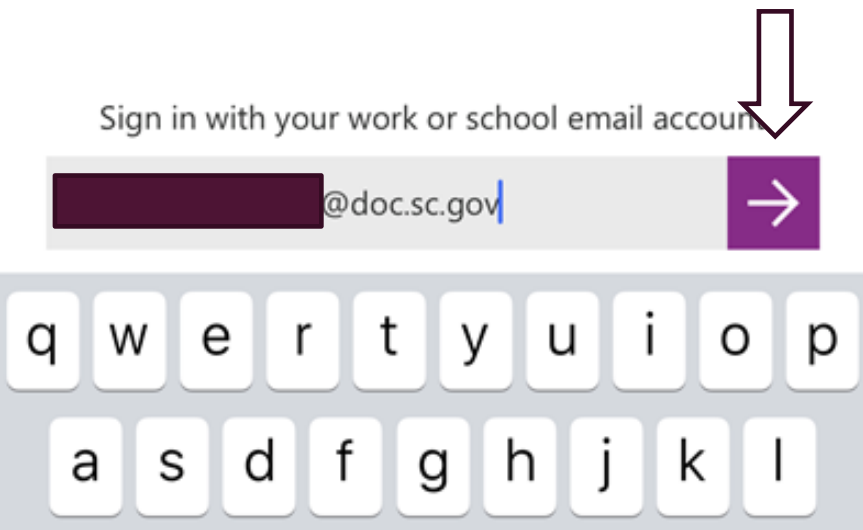 Sign in with your work or school email account
@doc.sc.gov
q w e r t y u i o p
a s d f g h j k l